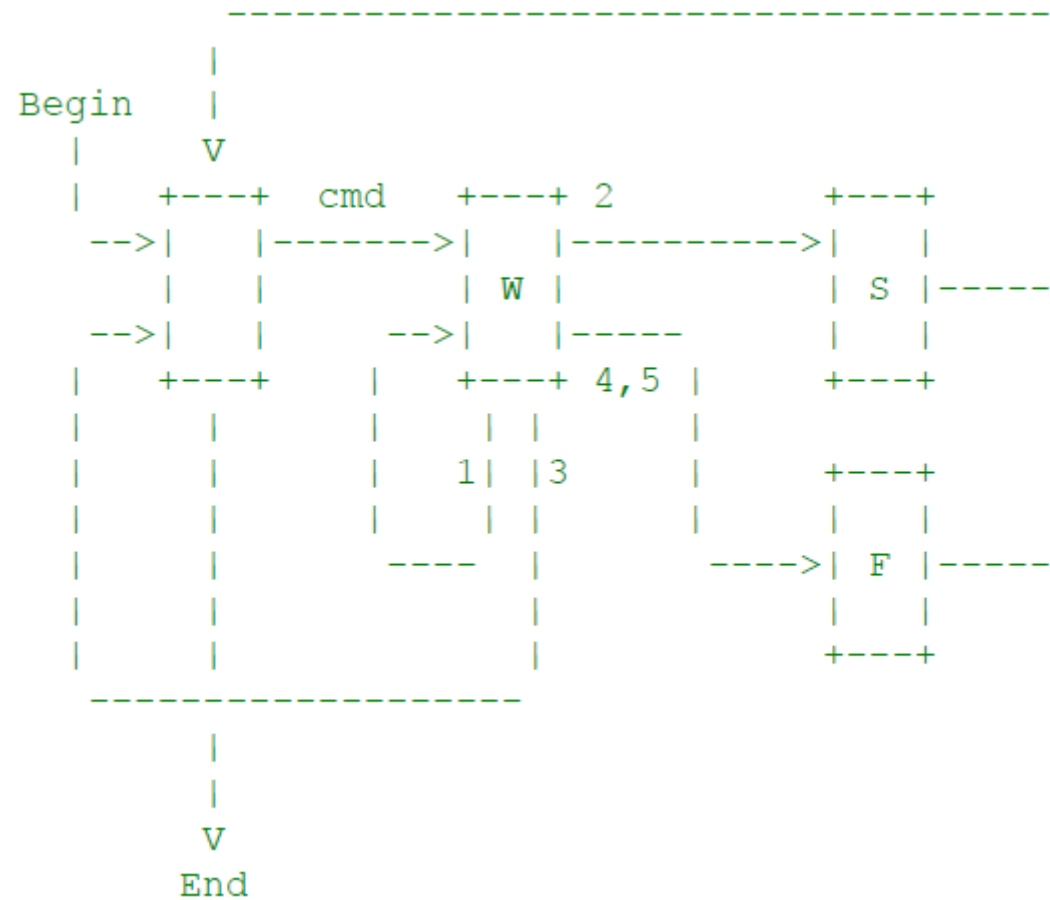 ------------------------------------
                  |
 Begin            |
   |              V
   |     +---+   cmd    +---+ 2         +---+
    -->|   |------->|   |---------->|   |
       |   |        | W |           | S |-----
    -->|   |     -->|   |-----      |   |
   |   +---+    |   +---+ 4,5 |     +---+
   |     |      |    | |      |
   |     |      |   1| |3     |     +---+
   |     |      |    | |      |     |   |
   |     |       ----  |       ---->| F |-----
   |     |             |            |   |
   |     |             |            +---+
    -------------------
         |
         |
         V
        End